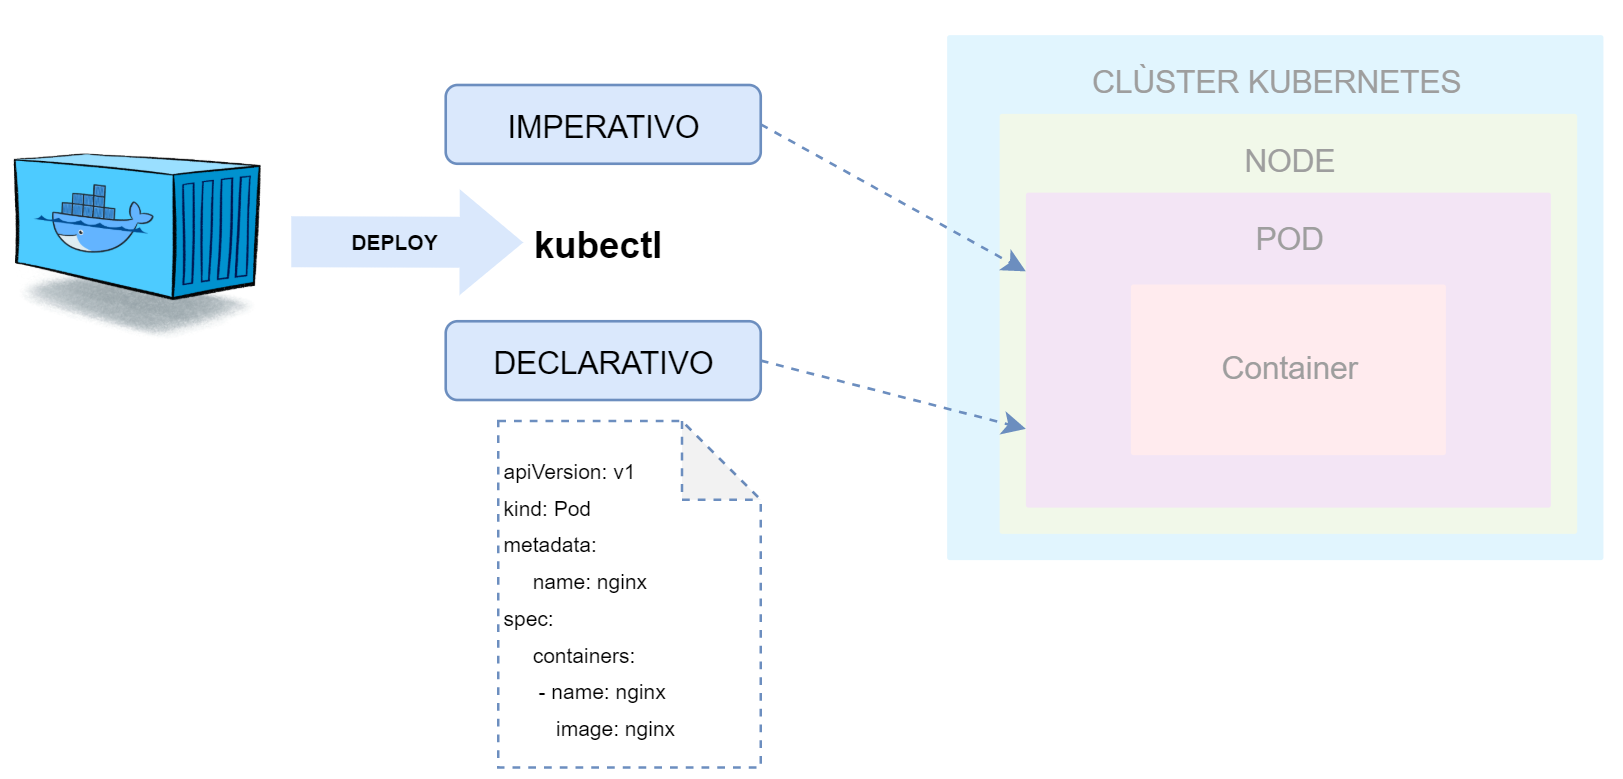 IMPERATIVO
DEPLOY
kubectl
DECLARATIVO
apiVersion: v1
kind: Pod
metadata:
name: nginx
spec:
containers:
- name: nginx
image: nginx
CLÙSTER KUBERNETES
NODE
POD
Container